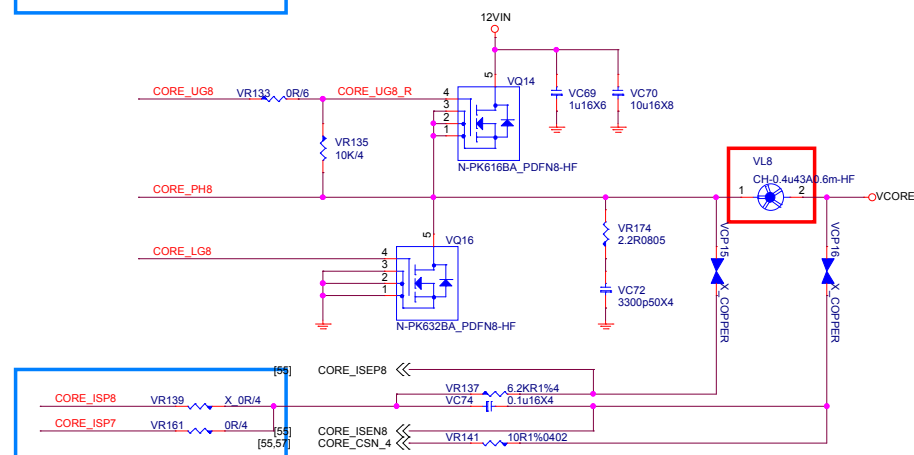 12VIN
5
VQ14
CORE_UG8
VR133
0R/6
CORE_UG8_R
4
3
2
1
VC69
1u16X6
VC70
10u16X8
VR135
10K/4
N-PK616BA_PDFN8-HF
VL8
CH-0.4u43A0.6m-HF
CORE_PH8
1
2
VCORE
5
VQ16
VR174
2.2R0805
VCP15
VCP16
CORE_LG8
4
3
2
1
VC72
3300p50X4
X_COPPER
X_COPPER
N-PK632BA_PDFN8-HF
[55]
CORE_ISEP8
CORE_ISP8
VR139
X_0R/4
VR137
6.2KR1%4
VC74
0.1u16X4
CORE_ISP7
VR161
0R/4
[55]
CORE_ISEN8
[55,57]
CORE_CSN_4
VR141
10R1%0402